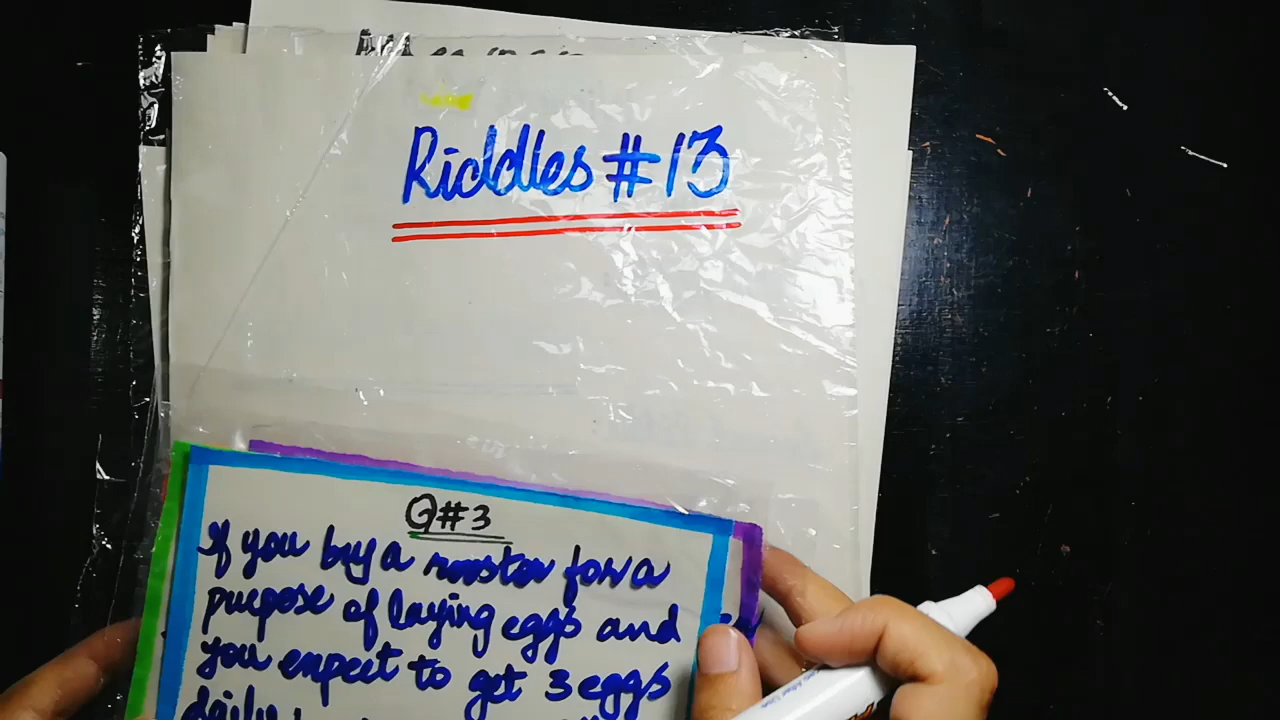 Riddles #13
Q#3
If you buy a rooster for a
purpose of laying eggs and
you expect to get 3 eggs
daily